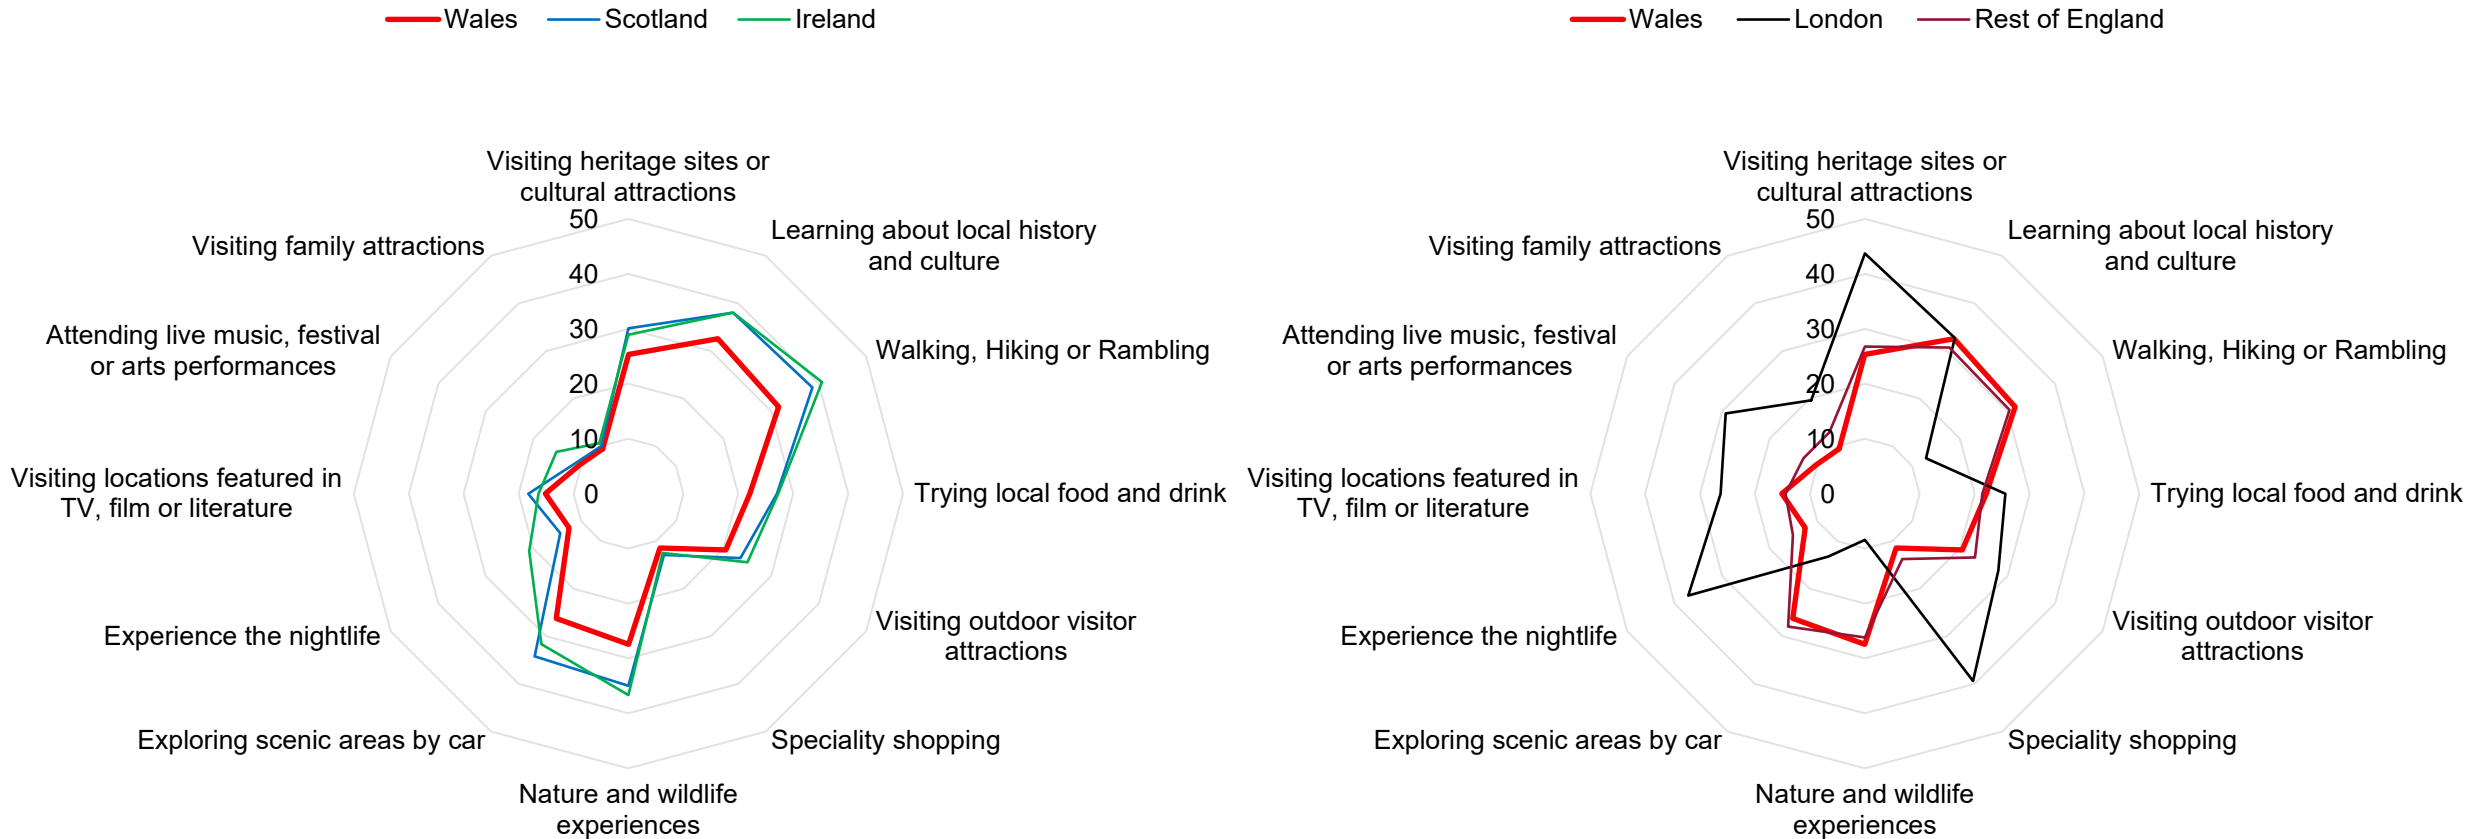 Wales Scotland Ireland
Visiting heritage sites or
cultural attractions
Learning about local history
and culture
Walking, Hiking or Rambling
Trying local food and drink
Visiting outdoor visitor
attractions
Speciality shopping
Nature and wildlife
experiences
Exploring scenic areas by car
Experience the nightlife
Visiting locations featured in
TV, film or literature
Attending live music, festival
or arts performances
Visiting family attractions
50
40
30
20
10
0
Wales London Rest of England
Visiting heritage sites or
cultural attractions
Learning about local history
and culture
Walking, Hiking or Rambling
Trying local food and drink
Visiting outdoor visitor
attractions
Speciality shopping
Nature and wildlife
experiences
Exploring scenic areas by car
Experience the nightlife
Visiting locations featured in
TV, film or literature
Attending live music, festival
or arts performances
Visiting family attractions
50
40
30
20
10
0